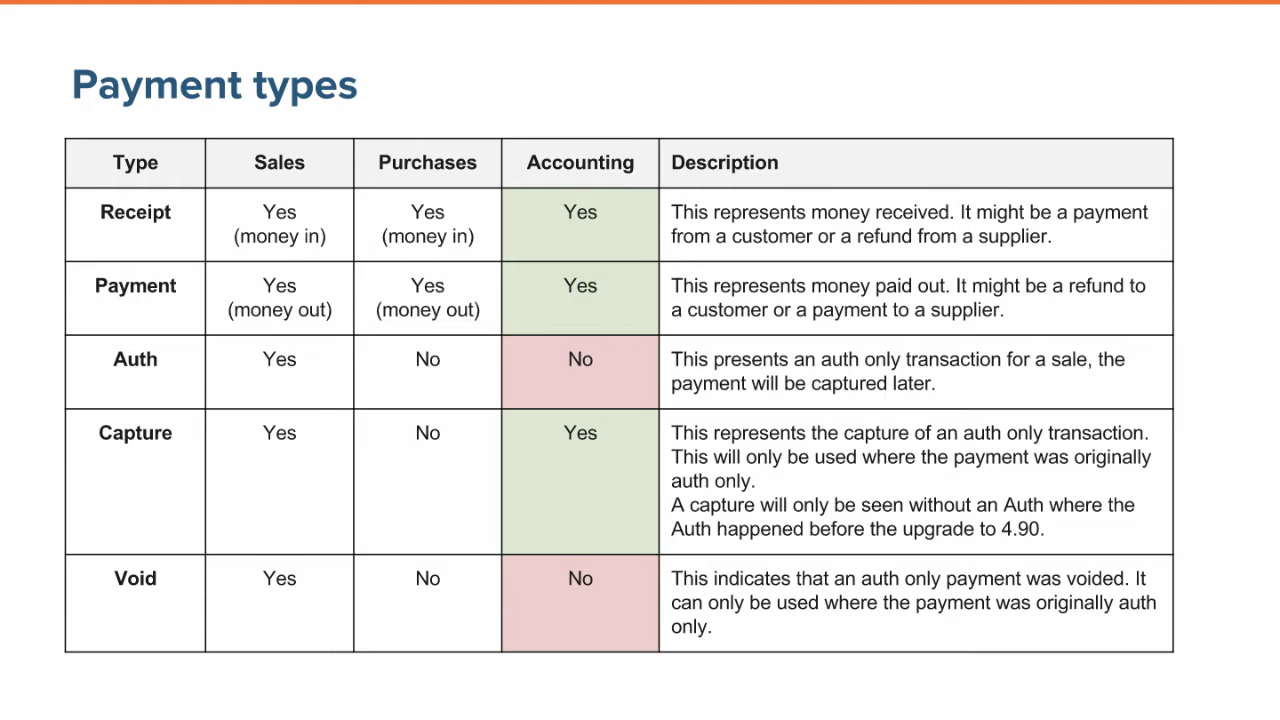 Payment types
Type Sales Purchases Accounting Description
Receipt Yes Yes Yes This represents money received. It might be a payment
(money in) (money in) from a customer or a refund from a supplier.
Payment Yes Yes Yes This represents money paid out. It might be a refund to
(money out) (money out) a customer or a payment to a supplier.
Auth Yes No No This presents an auth only transaction for a sale, the
payment will be captured later.
Capture Yes No Yes This represents the capture of an auth only transaction.
This will only be used where the payment was originally
auth only.
A capture will only be seen without an Auth where the
Auth happened before the upgrade to 4.90.
Void Yes No No This indicates that an auth only payment was voided. It
can only be used where the payment was originally auth
only.